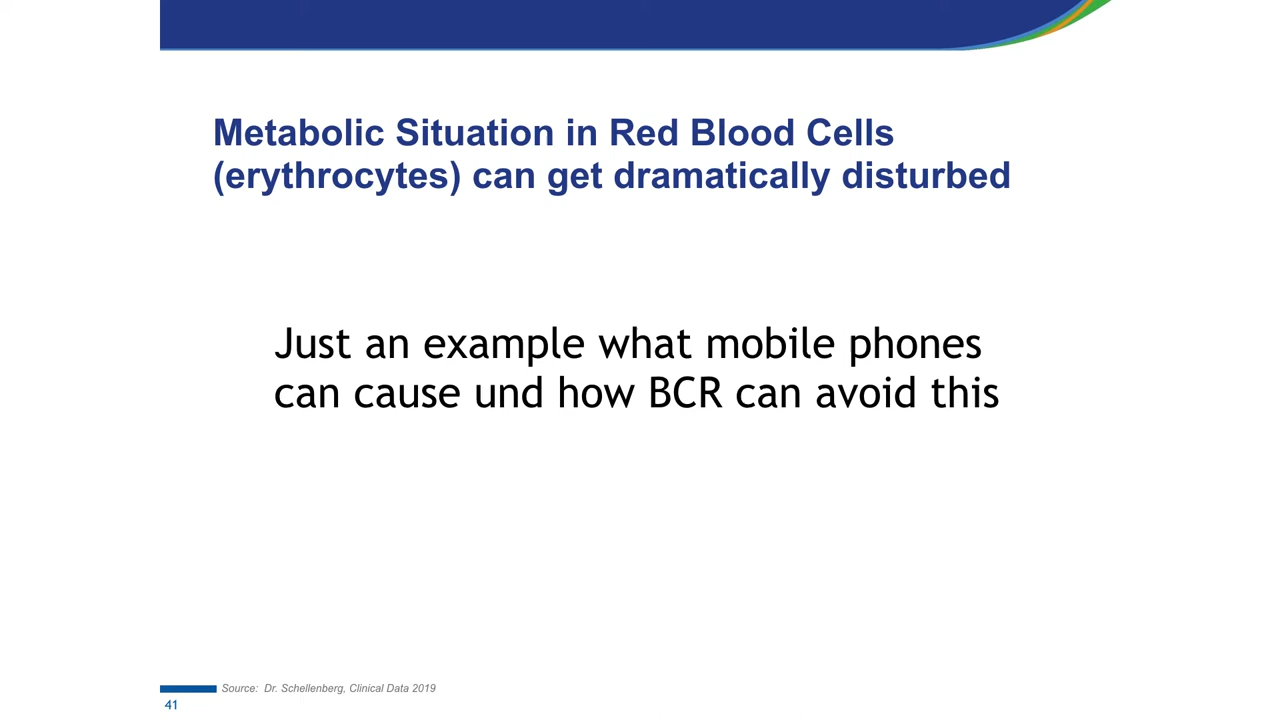 Metabolic Situation in Red Blood Cells
(erythrocytes) can get dramatically disturbed
Just an example what mobile phones
can cause und how BCR can avoid this
Source: Dr. Schellenberg, Clinical Data 2019
41